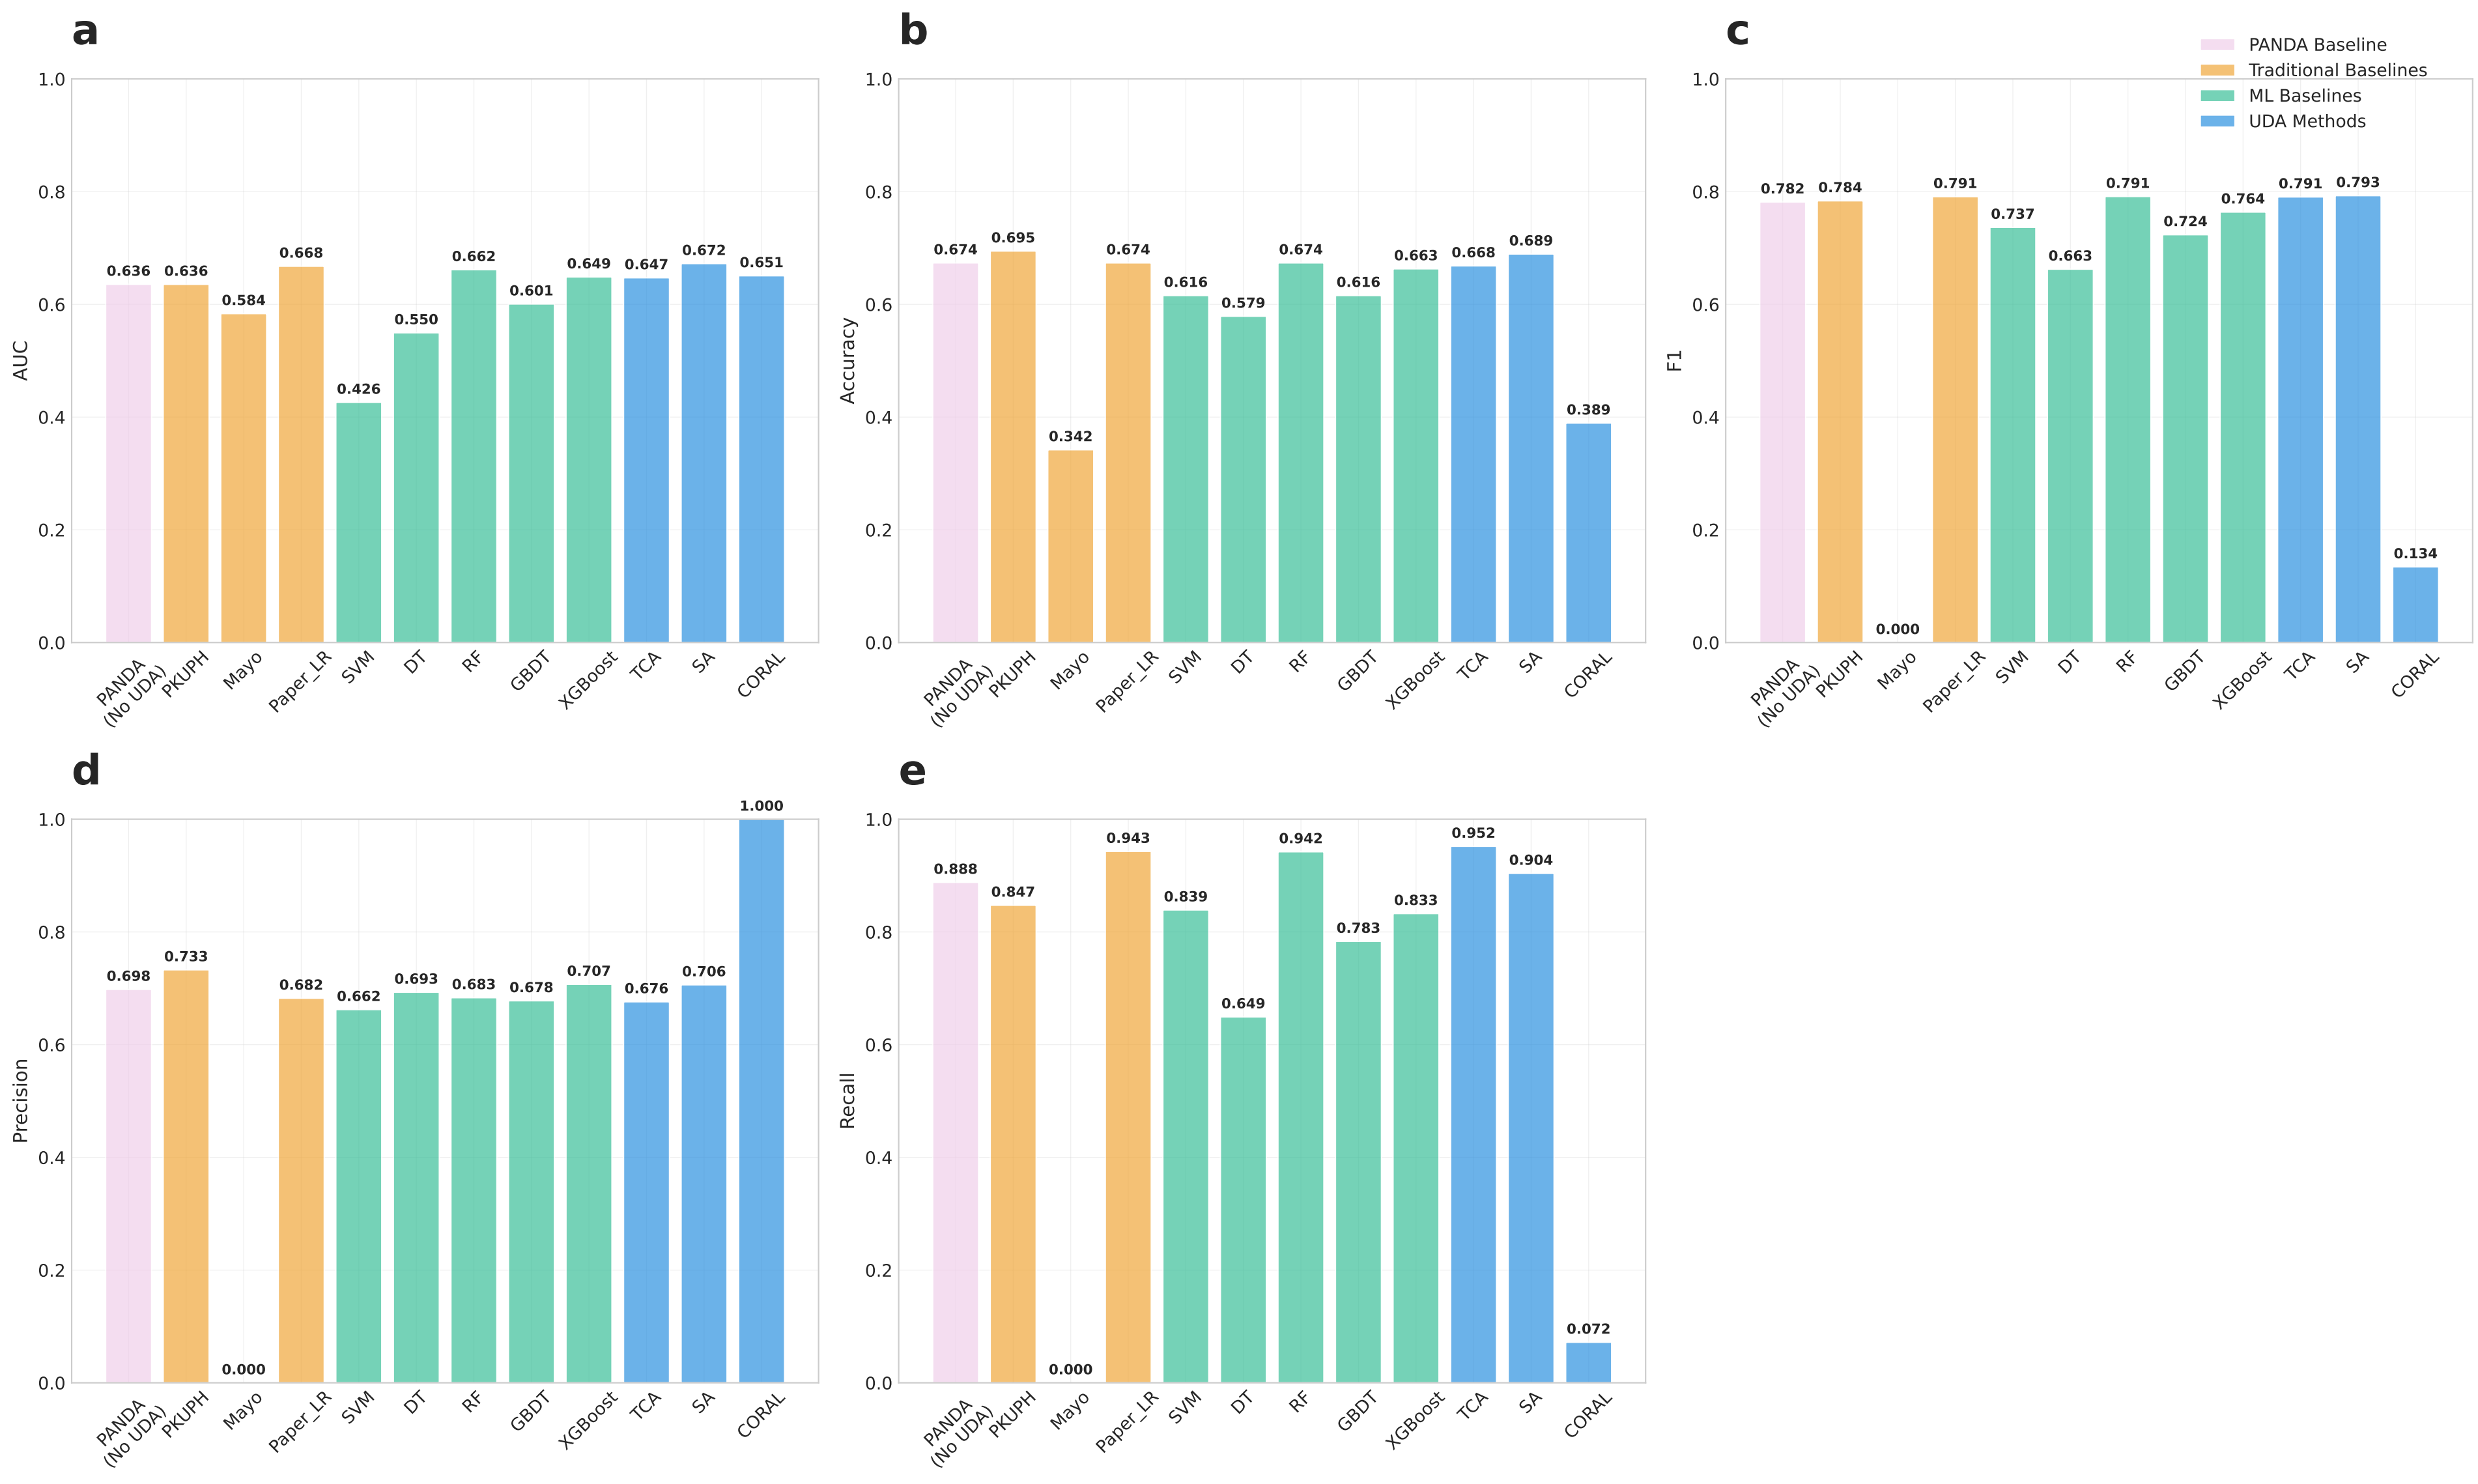 a
AUC
1.0
0.8
0.6
0.4
0.2
0.0
0.636
0.636
0.584
0.668
0.426
0.550
0.662
0.601
0.649
0.647
0.672
0.651
PANDA
(No UDA)
PKUPH
Mayo
Paper_LR
SVM
DT
RF
GBDT
XGBoost
TCA
SA
CORAL
b
Accuracy
1.0
0.8
0.6
0.4
0.2
0.0
0.674
0.695
0.342
0.674
0.616
0.579
0.674
0.616
0.663
0.668
0.689
0.389
PANDA
(No UDA)
PKUPH
Mayo
Paper_LR
SVM
DT
RF
GBDT
XGBoost
TCA
SA
CORAL
c
PANDA Baseline
Traditional Baselines
ML Baselines
UDA Methods
F1
1.0
0.8
0.6
0.4
0.2
0.0
0.782
0.784
0.000
0.791
0.737
0.663
0.791
0.724
0.764
0.791
0.793
0.134
PANDA
(No UDA)
PKUPH
Mayo
Paper_LR
SVM
DT
RF
GBDT
XGBoost
TCA
SA
CORAL
d
Precision
1.0
0.8
0.6
0.4
0.2
0.0
0.698
0.733
0.000
0.682
0.662
0.693
0.683
0.678
0.707
0.676
0.706
1.000
PANDA
(No UDA)
PKUPH
Mayo
Paper_LR
SVM
DT
RF
GBDT
XGBoost
TCA
SA
CORAL
e
Recall
1.0
0.8
0.6
0.4
0.2
0.0
0.888
0.847
0.000
0.943
0.839
0.649
0.942
0.783
0.833
0.952
0.904
0.072
PANDA
(No UDA)
PKUPH
Mayo
Paper_LR
SVM
DT
RF
GBDT
XGBoost
TCA
SA
CORAL